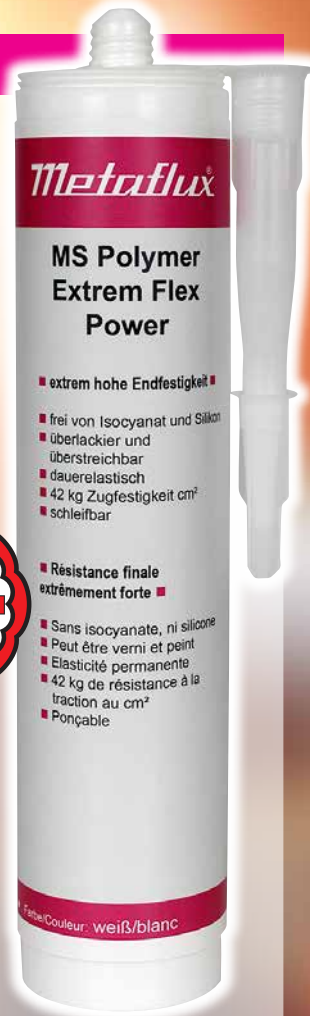 Metaflux
MS Polymer
Extrem Flex
Power
extrem hohe Endfestigkeit
frei von Isocyanat und Silikon
überlackier und
überstreichbar
dauerelastisch
42 kg Zugfestigkeit cm²
schleifbar
Résistance finale
extrêmement forte
Sans isocyanate, ni silicone
Peut être verni et peint
Elasticité permanente
42 kg de résistance à la
traction au cm²
Ponçable
Farbe/Couleur: weiß/blanc